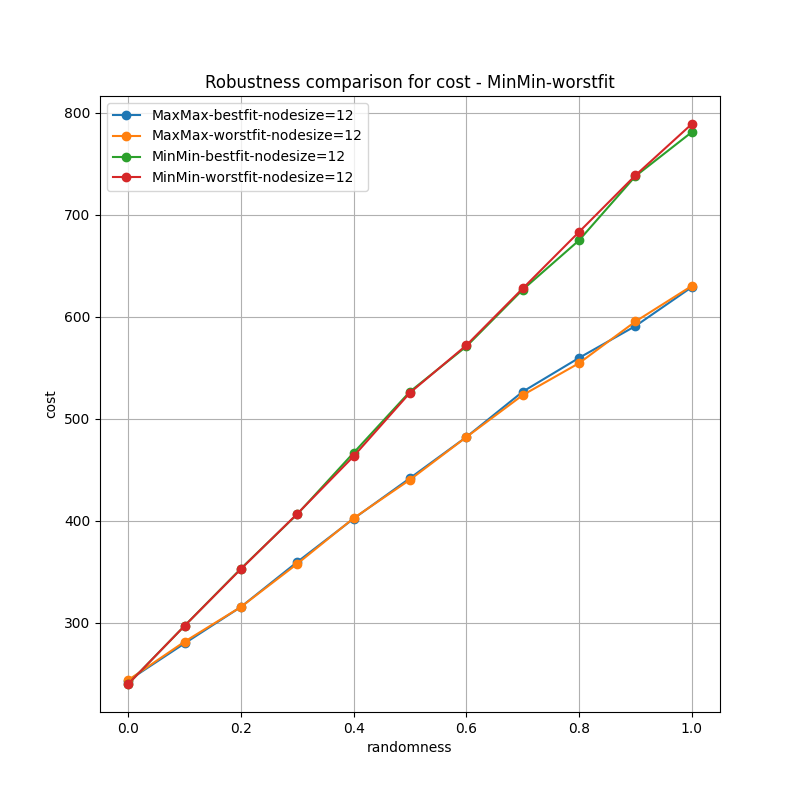 Robustness comparison for cost - MinMin-worstfit
MaxMax-bestfit-nodesize=12
MaxMax-worstfit-nodesize=12
MinMin-bestfit-nodesize=12
MinMin-worstfit-nodesize=12
800
700
600
500
400
300
cost
0.0 0.2 0.4 0.6 0.8 1.0
randomness